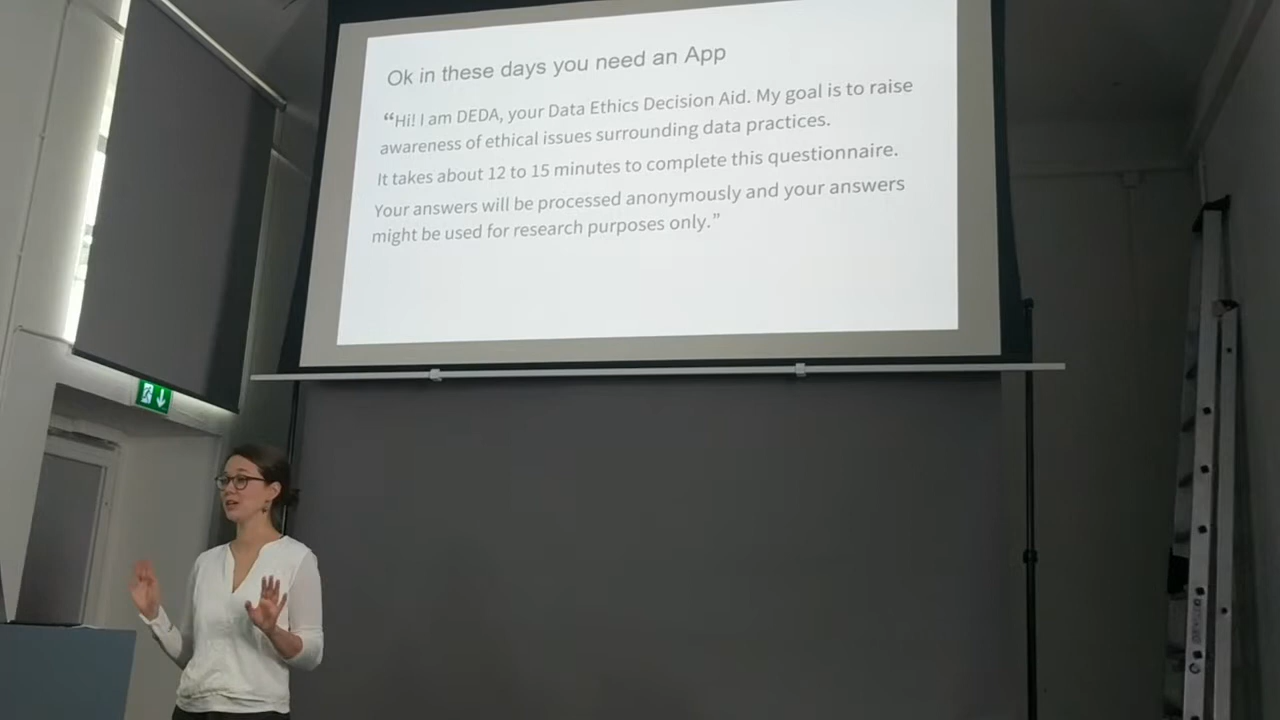 Ok in these days you need an App
“Hi! I am DEDA, your Data Ethics Decision Aid. My goal is to raise
awareness of ethical issues surrounding data practices.
It takes about 12 to 15 minutes to complete this questionnaire.
Your answers will be processed anonymously and your answers
might be used for research purposes only.”